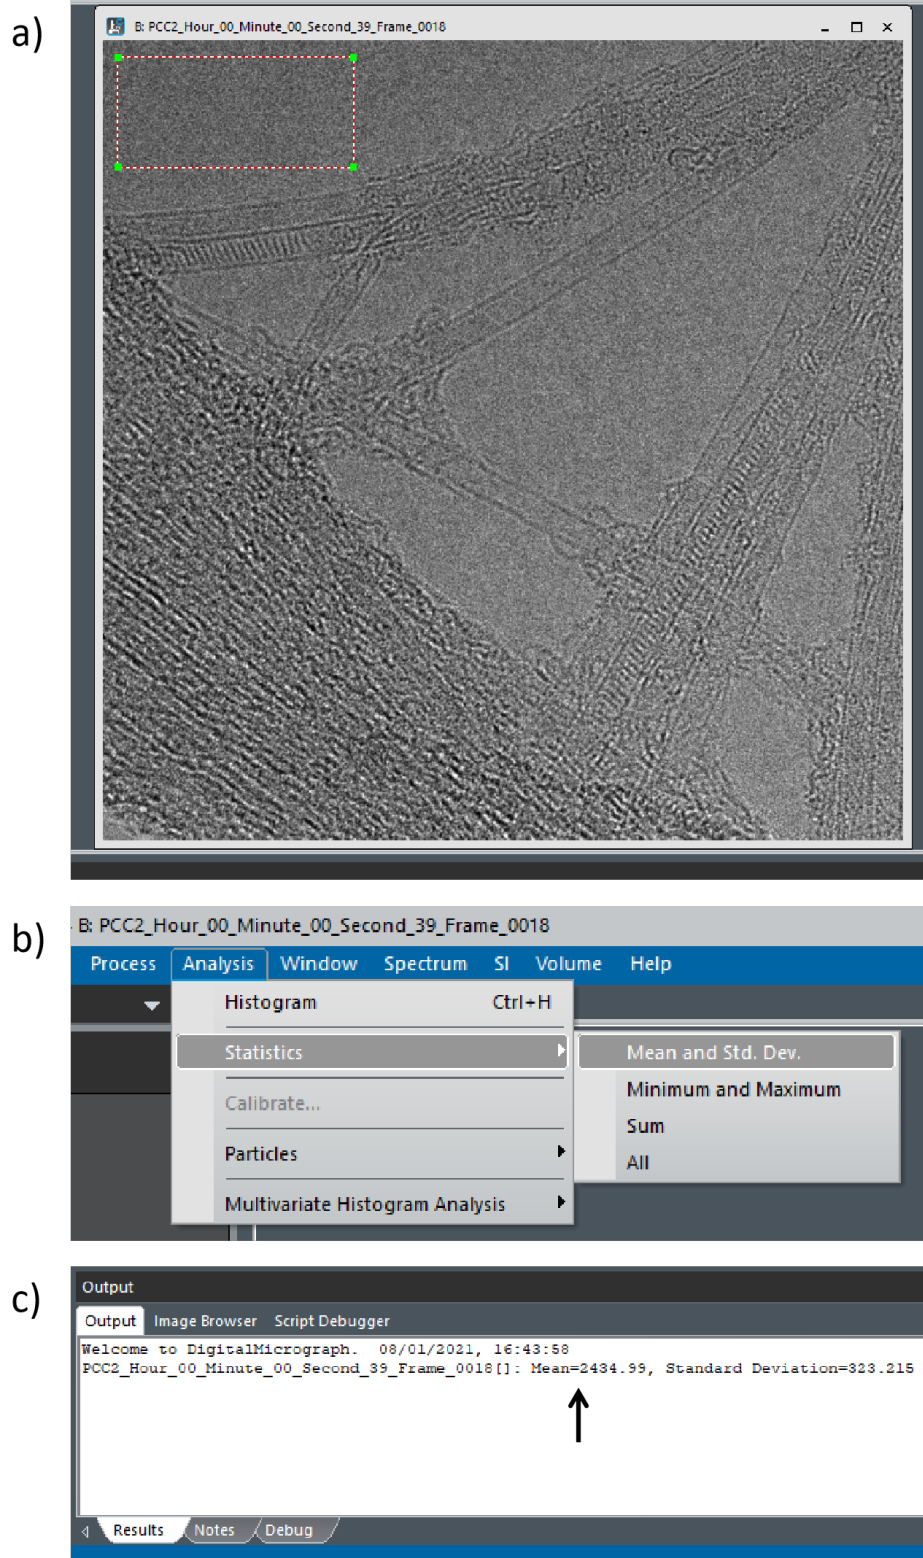 a)
B: PCC2_Hour_00_Minute_00_Second_39_Frame_0018
b)
B: PCC2_Hour_00_Minute_00_Second_39_Frame_0018
Process Analysis Window Spectrum SI Volume Help
Histogram Ctrl+H
Statistics
Mean and Std. Dev.
Minimum and Maximum
Calibrate...
Sum
Particles
All
Multivariate Histogram Analysis
c)
Output
Output Image Browser Script Debugger
Welcome to DigitalMicrograph. 08/01/2021, 16:43:58
PCC2_Hour_00_Minute_00_Second_39_Frame_0018[]: Mean=2434.99, Standard Deviation=323.215
Results Notes Debug